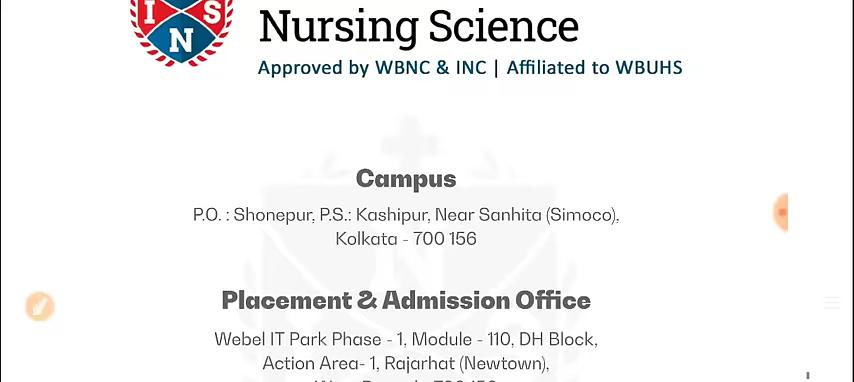 I S
N
Nursing Science
Approved by WBNC & INC | Affiliated to WBUHS
Campus
P.O. : Shonepur, P.S.: Kashipur, Near Sanhita (Simoco),
Kolkata - 700 156
Placement & Admission Office
Webel IT Park Phase - 1, Module - 110, DH Block,
Action Area- 1, Rajarhat (Newtown),